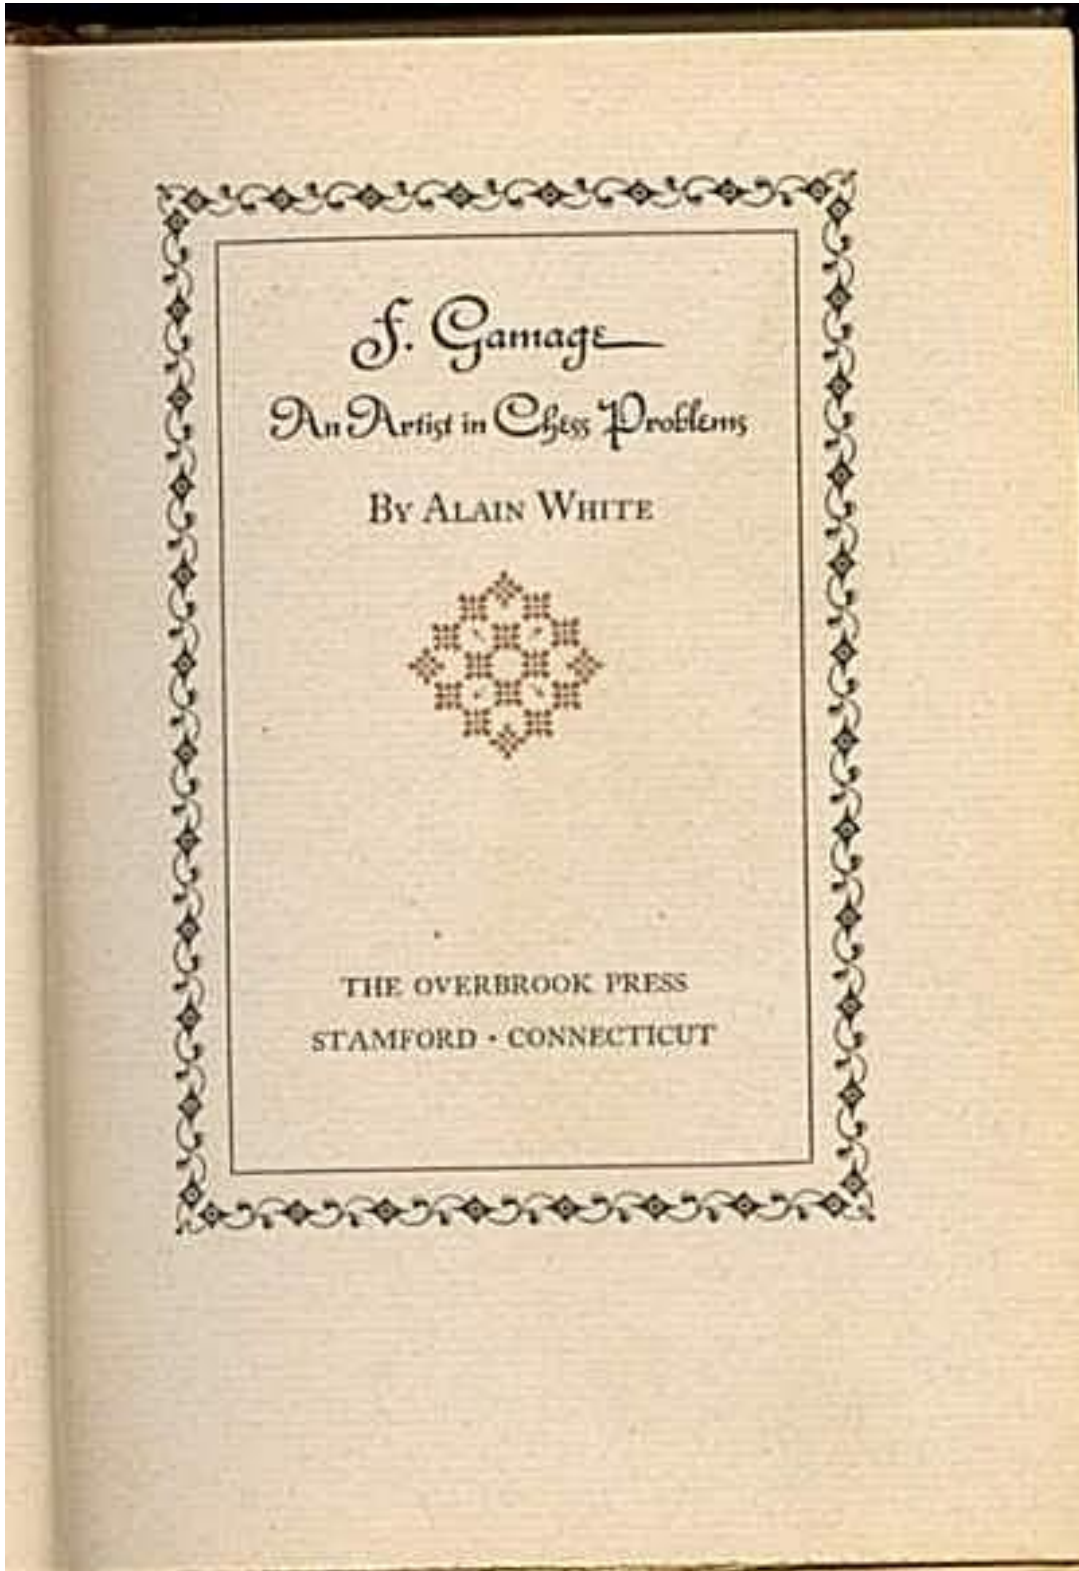 F. Gamage
An Artist in Chess Problems
BY ALAIN WHITE
THE OVERBROOK PRESS
STAMFORD · CONNECTICUT